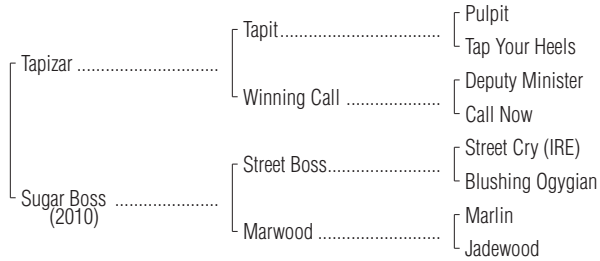 Pulpit
Tapit
Tap Your Heels
Tapizar
Deputy Minister
Winning Call
Call Now
Street Cry (IRE)
Street Boss
Blushing Ogygian
Sugar Boss
(2010)
Marlin
Marwood
Jadewood